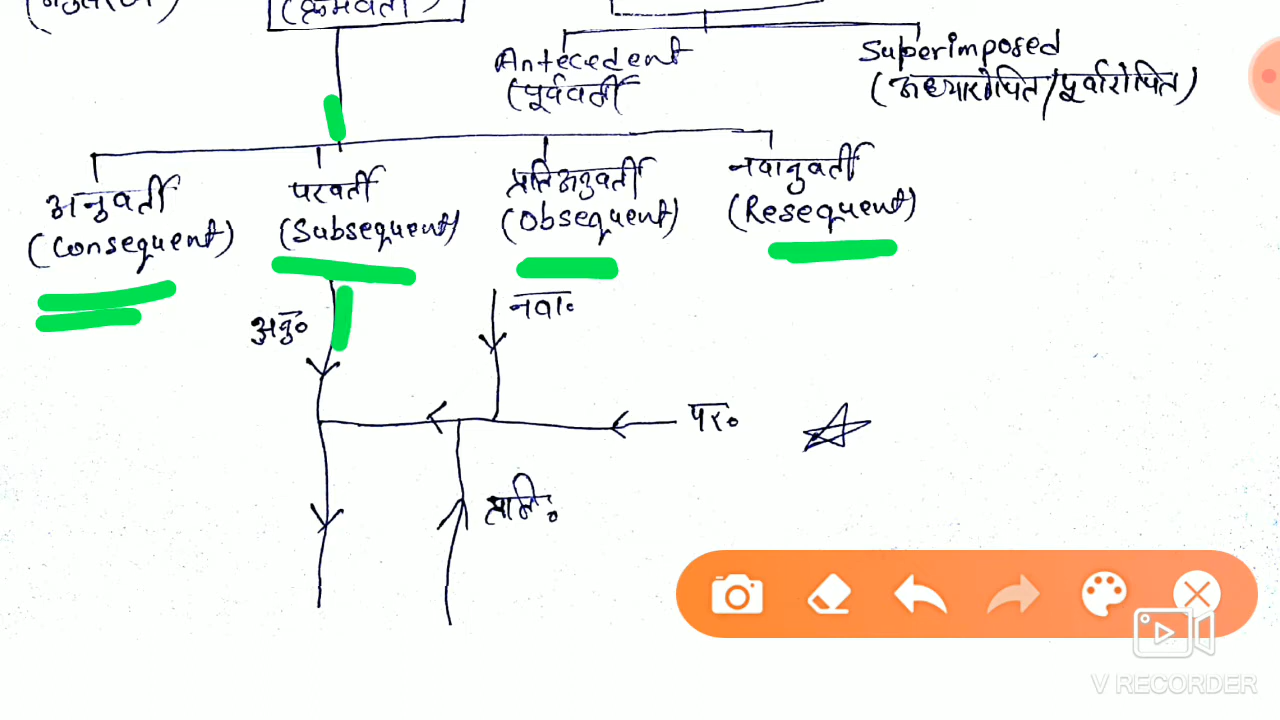 (क्रमवर्ती)
Antecedent
(पूर्ववर्ती
Superimposed
(अध्यारोपित/पूर्वारोपित)
अनुवर्ती
(Consequent)
परवर्ती
(Subsequent)
प्रतिअनुवर्ती
(Obsequent)
नवानुवर्ती
(Resequent)
अनु०
नवा०
पर०
प्रति०
V RECORDER